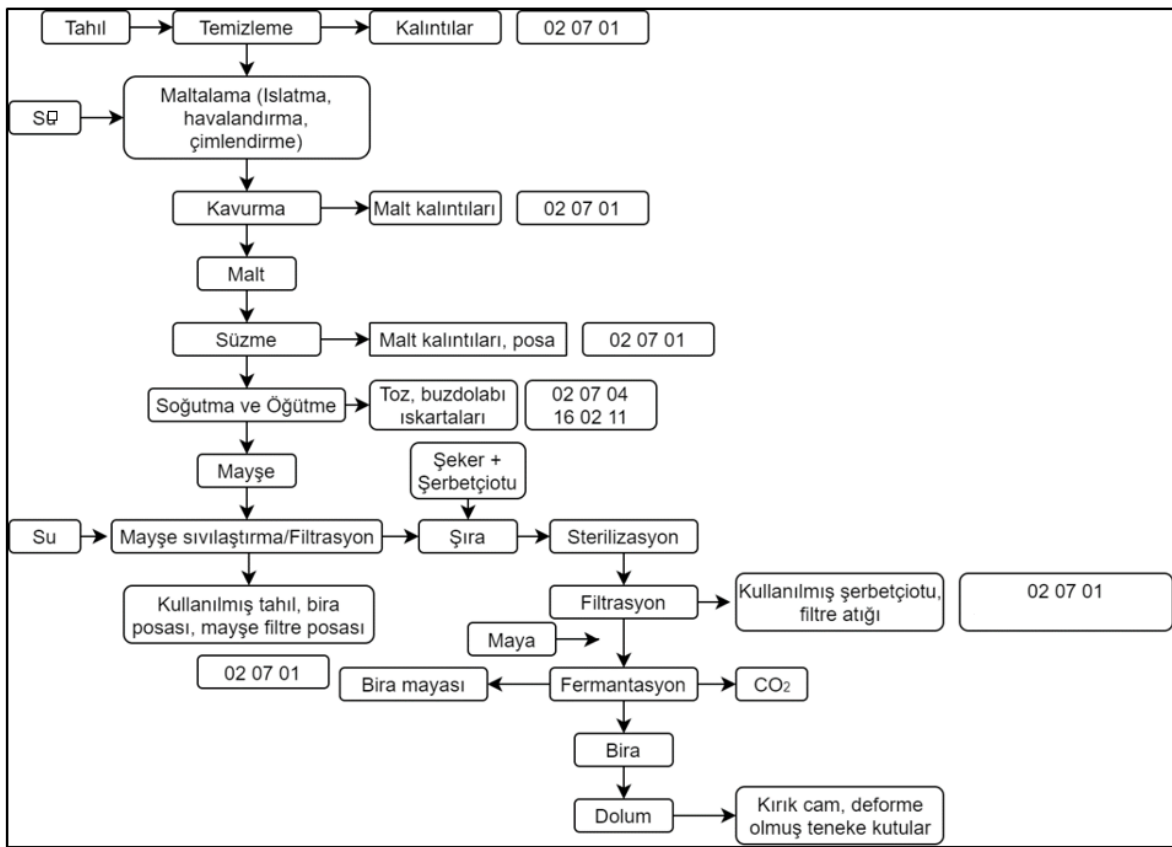 Tahıl
Temizleme
Kalıntılar
02 07 01
Maltalama (Islatma,
havalandırma,
çimlendirme)
Kavurma
Malt kalıntıları
02 07 01
Malt
Süzme
Malt kalıntıları, posa
02 07 01
Soğutma ve Öğütme
Toz, buzdolabı
ıskartaları
02 07 04
16 02 11
Mayşe
Şeker +
Şerbetçiotu
Su
Mayşe sıvılaştırma/Filtrasyon
Şıra
Sterilizasyon
Kullanılmış tahıl, bira
posası, mayşe filtre posası
02 07 01
Filtrasyon
Kullanılmış şerbetçiotu,
filtre atığı
02 07 01
Maya
Bira mayası
Fermantasyon
CO2
Bira
Dolum
Kırık cam, deforme
olmuş teneke kutular